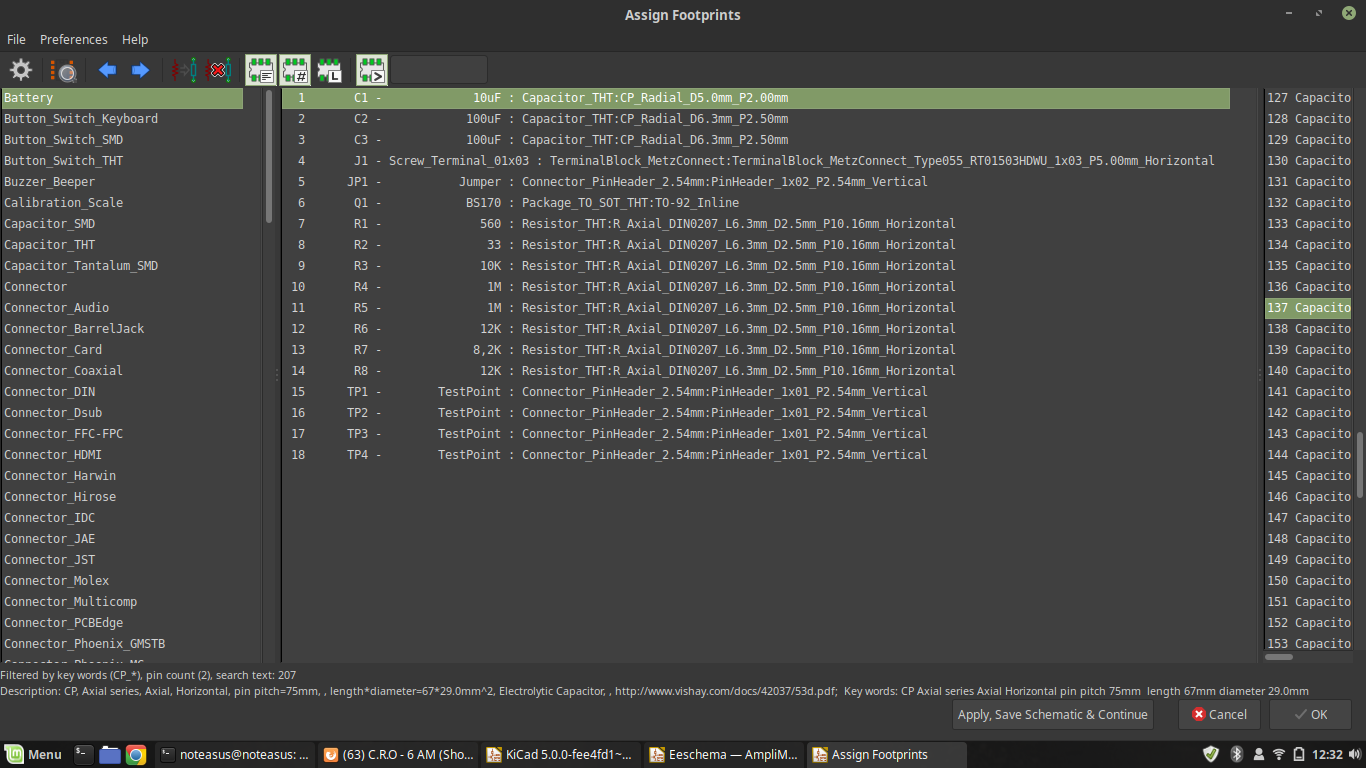 Assign Footprints
File Preferences Help
Battery
Button_Switch_Keyboard
Button_Switch_SMD
Button_Switch_THT
Buzzer_Beeper
Calibration_Scale
Capacitor_SMD
Capacitor_THT
Capacitor_Tantalum_SMD
Connector
Connector_Audio
Connector_BarrelJack
Connector_Card
Connector_Coaxial
Connector_DIN
Connector_Dsub
Connector_FFC-FPC
Connector_HDMI
Connector_Harwin
Connector_Hirose
Connector_IDC
Connector_JAE
Connector_JST
Connector_Molex
Connector_Multicomp
Connector_PCBEdge
Connector_Phoenix_GMSTB
1 C1 - 10uF : Capacitor_THT:CP_Radial_D5.0mm_P2.00mm
2 C2 - 100uF : Capacitor_THT:CP_Radial_D6.3mm_P2.50mm
3 C3 - 100uF : Capacitor_THT:CP_Radial_D6.3mm_P2.50mm
4 J1 - Screw_Terminal_01x03 : TerminalBlock_MetzConnect:TerminalBlock_MetzConnect_Type055_RT01503HDWU_1x03_P5.00mm_Horizontal
5 JP1 - Jumper : Connector_PinHeader_2.54mm:PinHeader_1x02_P2.54mm_Vertical
6 Q1 - BS170 : Package_TO_SOT_THT:TO-92_Inline
7 R1 - 560 : Resistor_THT:R_Axial_DIN0207_L6.3mm_D2.5mm_P10.16mm_Horizontal
8 R2 - 33 : Resistor_THT:R_Axial_DIN0207_L6.3mm_D2.5mm_P10.16mm_Horizontal
9 R3 - 10K : Resistor_THT:R_Axial_DIN0207_L6.3mm_D2.5mm_P10.16mm_Horizontal
10 R4 - 1M : Resistor_THT:R_Axial_DIN0207_L6.3mm_D2.5mm_P10.16mm_Horizontal
11 R5 - 1M : Resistor_THT:R_Axial_DIN0207_L6.3mm_D2.5mm_P10.16mm_Horizontal
12 R6 - 12K : Resistor_THT:R_Axial_DIN0207_L6.3mm_D2.5mm_P10.16mm_Horizontal
13 R7 - 8,2K : Resistor_THT:R_Axial_DIN0207_L6.3mm_D2.5mm_P10.16mm_Horizontal
14 R8 - 12K : Resistor_THT:R_Axial_DIN0207_L6.3mm_D2.5mm_P10.16mm_Horizontal
15 TP1 - TestPoint : Connector_PinHeader_2.54mm:PinHeader_1x01_P2.54mm_Vertical
16 TP2 - TestPoint : Connector_PinHeader_2.54mm:PinHeader_1x01_P2.54mm_Vertical
17 TP3 - TestPoint : Connector_PinHeader_2.54mm:PinHeader_1x01_P2.54mm_Vertical
18 TP4 - TestPoint : Connector_PinHeader_2.54mm:PinHeader_1x01_P2.54mm_Vertical
127 Capacito
128 Capacito
129 Capacito
130 Capacito
131 Capacito
132 Capacito
133 Capacito
134 Capacito
135 Capacito
136 Capacito
137 Capacito
138 Capacito
139 Capacito
140 Capacito
141 Capacito
142 Capacito
143 Capacito
144 Capacito
145 Capacito
146 Capacito
147 Capacito
148 Capacito
149 Capacito
150 Capacito
151 Capacito
152 Capacito
153 Capacito
Filtered by key words (CP_*), pin count (2), search text: 207
Description: CP, Axial series, Axial, Horizontal, pin pitch=75mm, , length*diameter=67*29.0mm^2, Electrolytic Capacitor, , http://www.vishay.com/docs/42037/53d.pdf; Key words: CP Axial series Axial Horizontal pin pitch 75mm length 67mm diameter 29.0mm
Apply, Save Schematic & Continue Cancel OK
Menu noteasus@noteasus: ... (63) C.R.O - 6 AM (Sho... KiCad 5.0.0-fee4fd1~... Eeschema — AmpliM... Assign Footprints 12:32